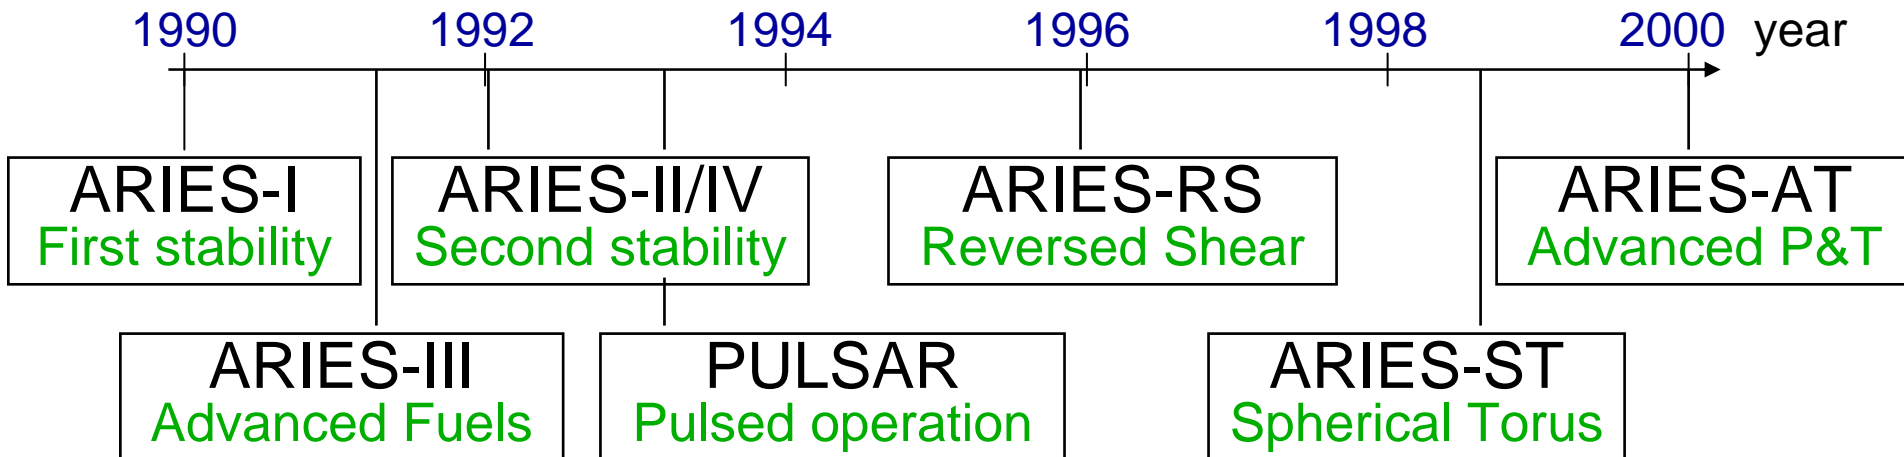 1990 1992 1994 1996 1998 2000 year
ARIES-I
First stability
ARIES-II/IV
Second stability
ARIES-RS
Reversed Shear
ARIES-AT
Advanced P&T
ARIES-III
Advanced Fuels
PULSAR
Pulsed operation
ARIES-ST
Spherical Torus